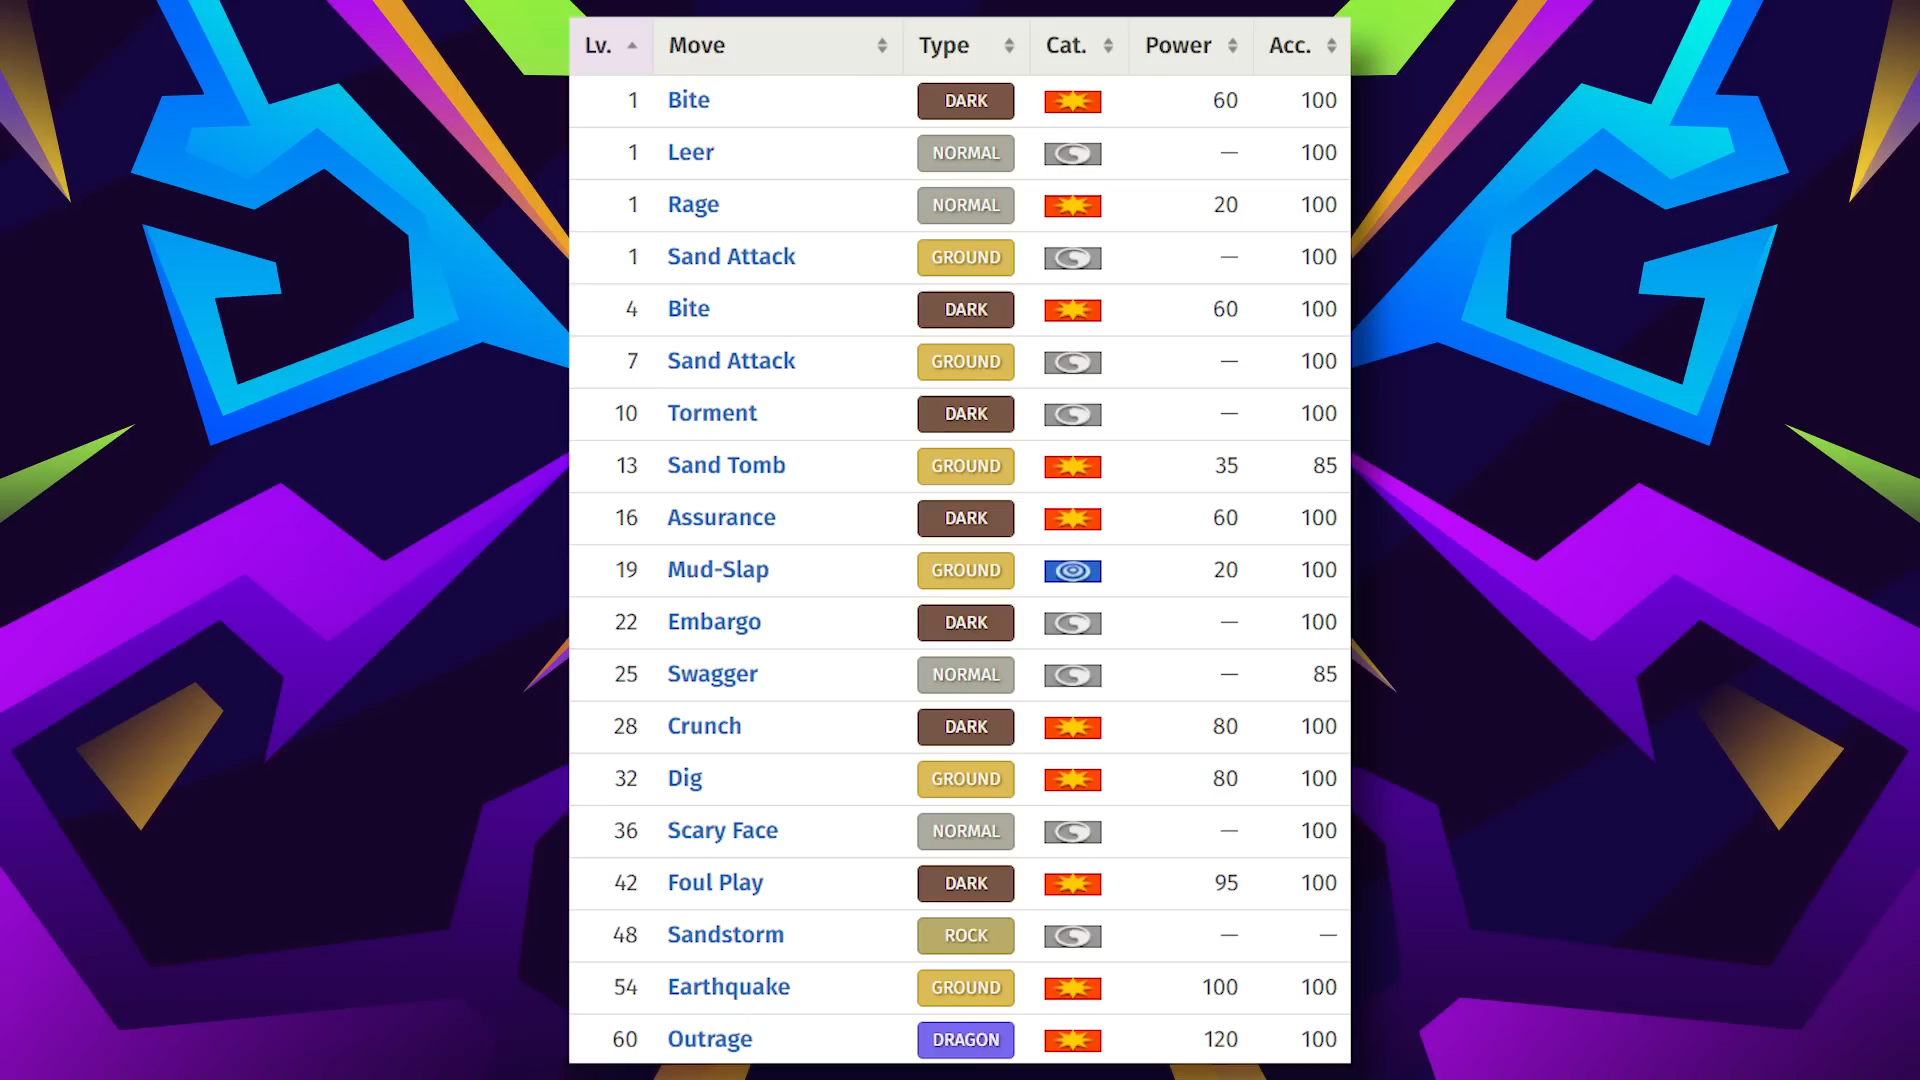 Lv. Move Type Cat. Power Acc.
1 Bite DARK 60 100
1 Leer NORMAL — 100
1 Rage NORMAL 20 100
1 Sand Attack GROUND — 100
4 Bite DARK 60 100
7 Sand Attack GROUND — 100
10 Torment DARK — 100
13 Sand Tomb GROUND 35 85
16 Assurance DARK 60 100
19 Mud-Slap GROUND 20 100
22 Embargo DARK — 100
25 Swagger NORMAL — 85
28 Crunch DARK 80 100
32 Dig GROUND 80 100
36 Scary Face NORMAL — 100
42 Foul Play DARK 95 100
48 Sandstorm ROCK — —
54 Earthquake GROUND 100 100
60 Outrage DRAGON 120 100